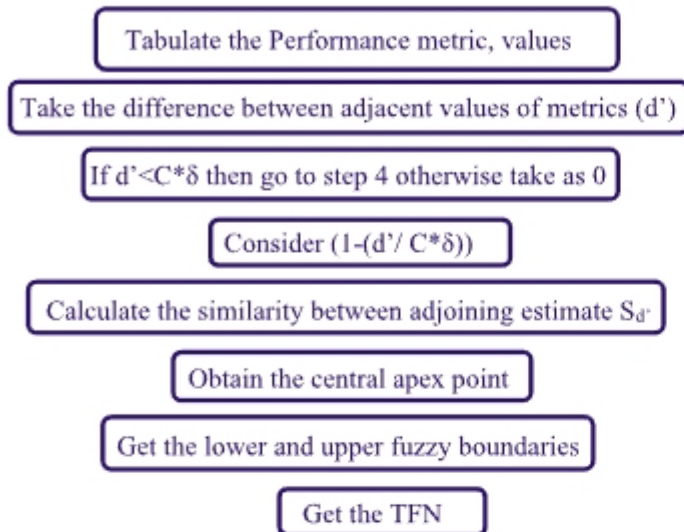 Tabulate the Performance metric, values
Take the difference between adjacent values of metrics (d’)
If d’<C*δ then go to step 4 otherwise take as 0
Consider (1-(d’/ C*δ))
Calculate the similarity between adjoining estimate S_d’
Obtain the central apex point
Get the lower and upper fuzzy boundaries
Get the TFN